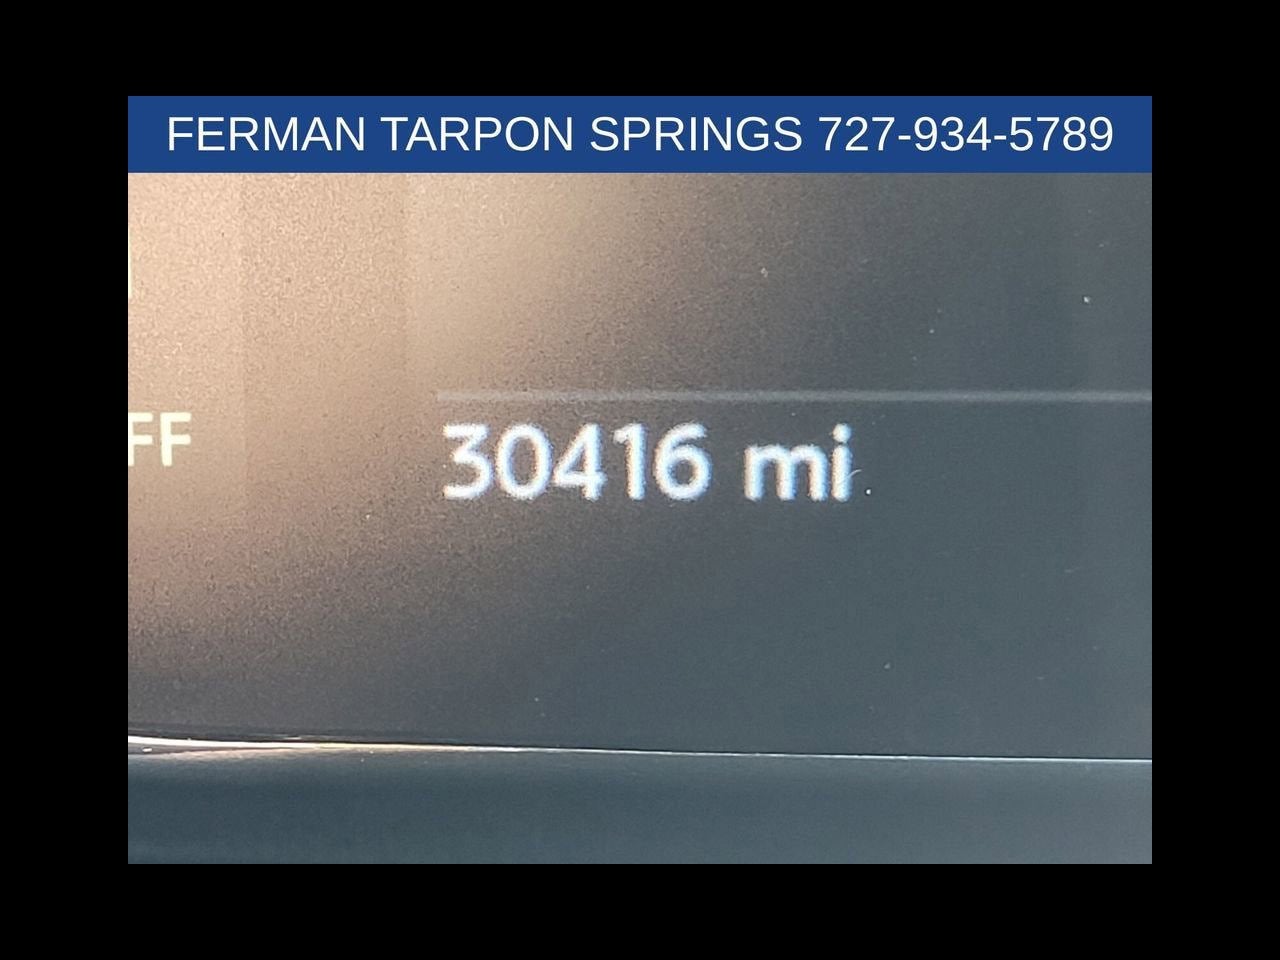 FERMAN TARPON SPRINGS 727-934-5789
FF
30416 mi